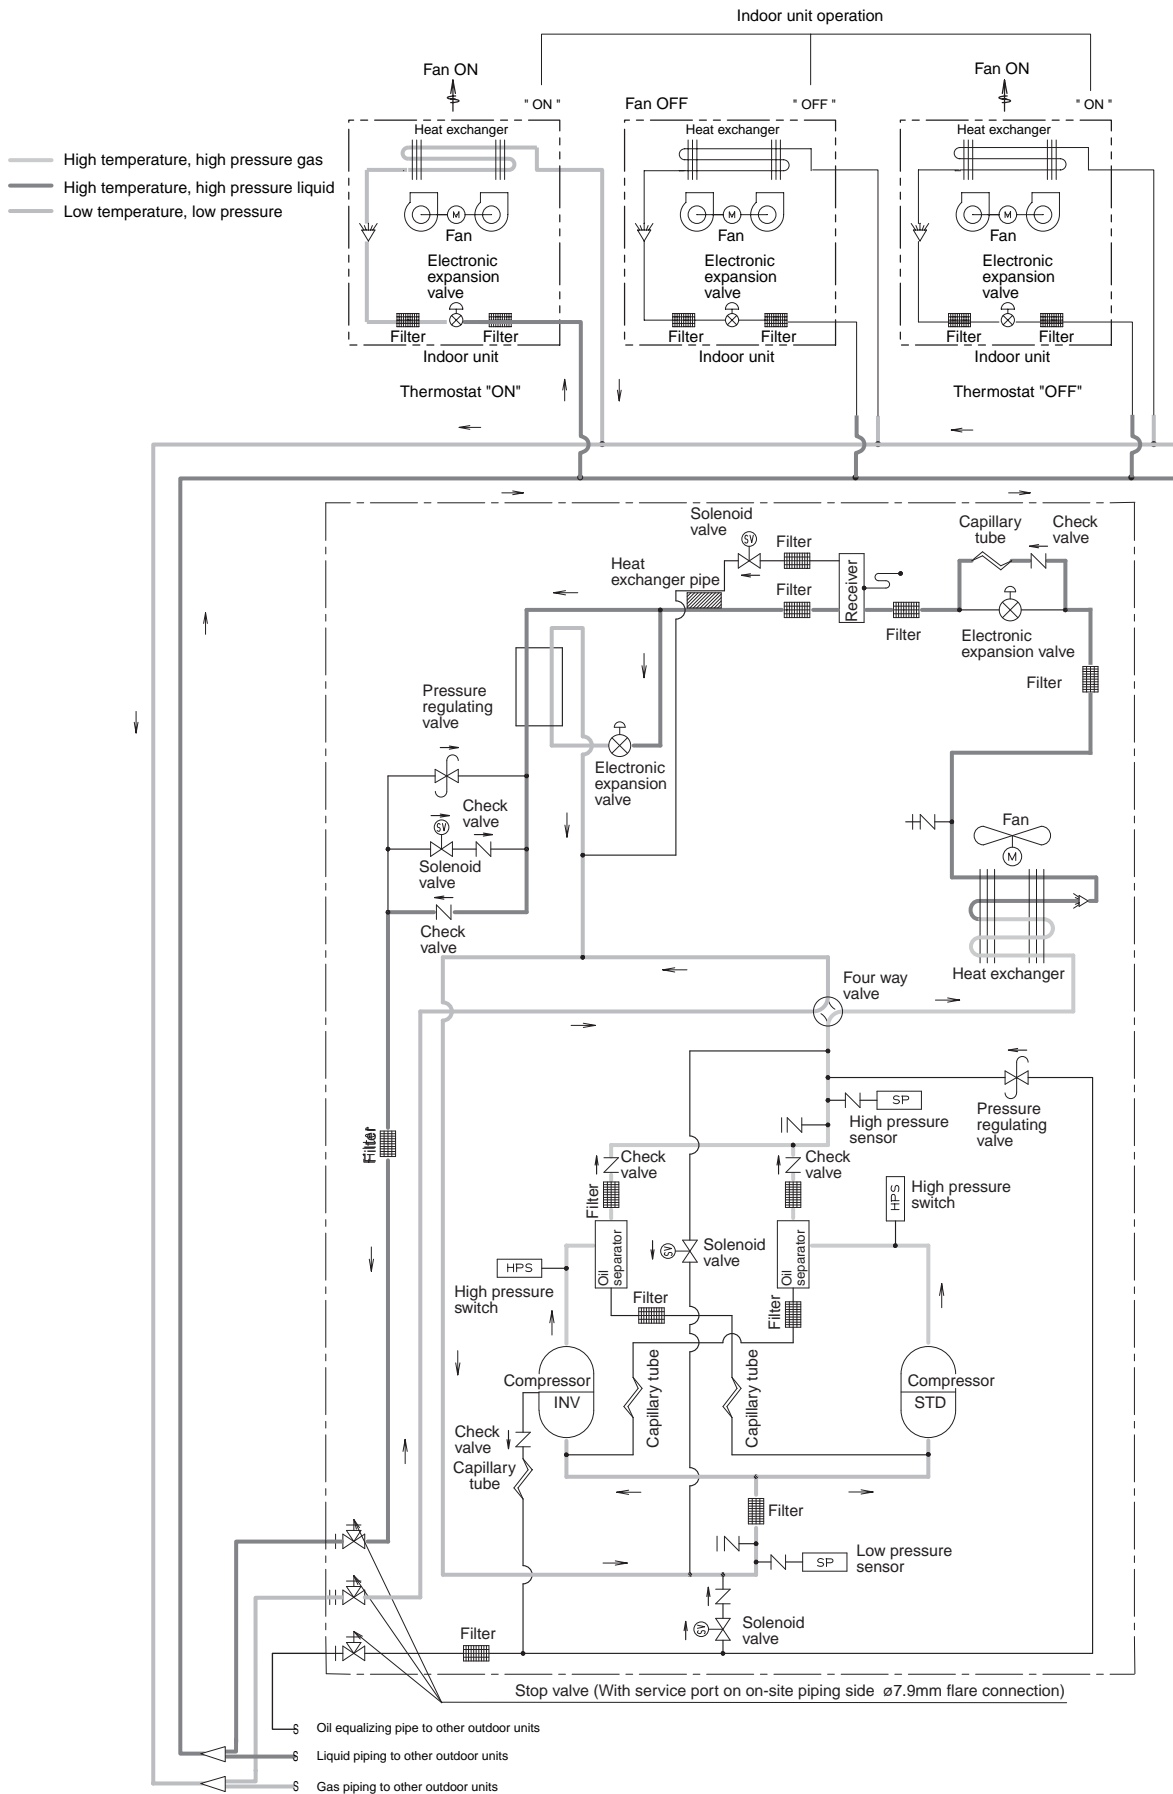 Indoor unit operation
Fan ON
" ON "
Fan OFF
" OFF "
Fan ON
" ON "
High temperature, high pressure gas
High temperature, high pressure liquid
Low temperature, low pressure
Heat exchanger
M
Fan
Electronic
expansion
valve
Filter
Filter
Indoor unit
Thermostat "ON"
Heat exchanger
M
Fan
Electronic
expansion
valve
Filter
Filter
Indoor unit
Heat exchanger
M
Fan
Electronic
expansion
valve
Filter
Filter
Indoor unit
Thermostat "OFF"
Solenoid
valve
SV
Filter
Capillary
tube
Check
valve
Heat
exchanger pipe
Filter
Receiver
Filter
Electronic
expansion valve
Filter
Pressure
regulating
valve
Electronic
expansion
valve
Check
valve
SV
Solenoid
valve
Check
valve
Fan
M
Heat exchanger
Four way
valve
Filter
SP
High pressure
sensor
Pressure
regulating
valve
Check
valve
Check
valve
Filter
HPS
High pressure
switch
Oil
separator
SV
Solenoid
valve
Oil
separator
HPS
High pressure
switch
Filter
Filter
Compressor
INV
Capillary tube
Capillary tube
Compressor
STD
Check
valve
Capillary
tube
Filter
SP
Low pressure
sensor
SV
Solenoid
valve
Filter
Stop valve (With service port on on-site piping side ø7.9mm flare connection)
Oil equalizing pipe to other outdoor units
Liquid piping to other outdoor units
Gas piping to other outdoor units